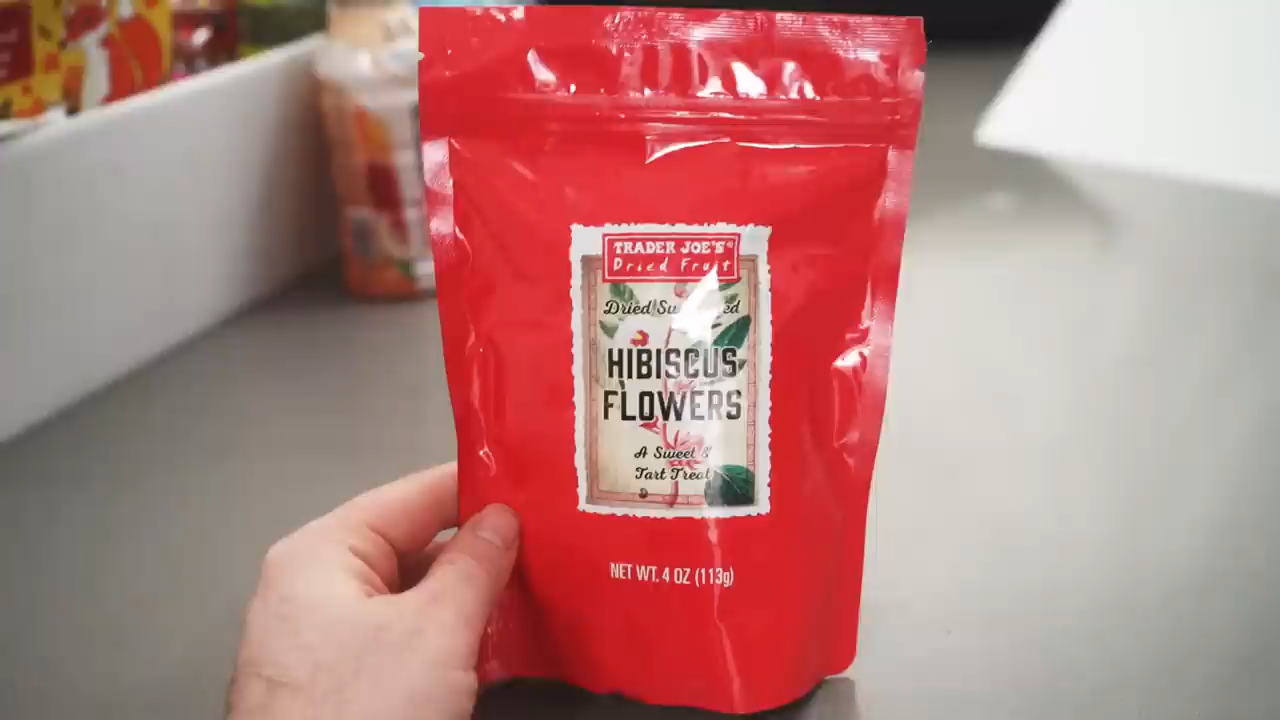 TRADER JOE'S
Dried Fruit
Dried
HIBISCUS
FLOWERS
A Sweet &
Tart Treat
NET WT. 4 OZ (113g)